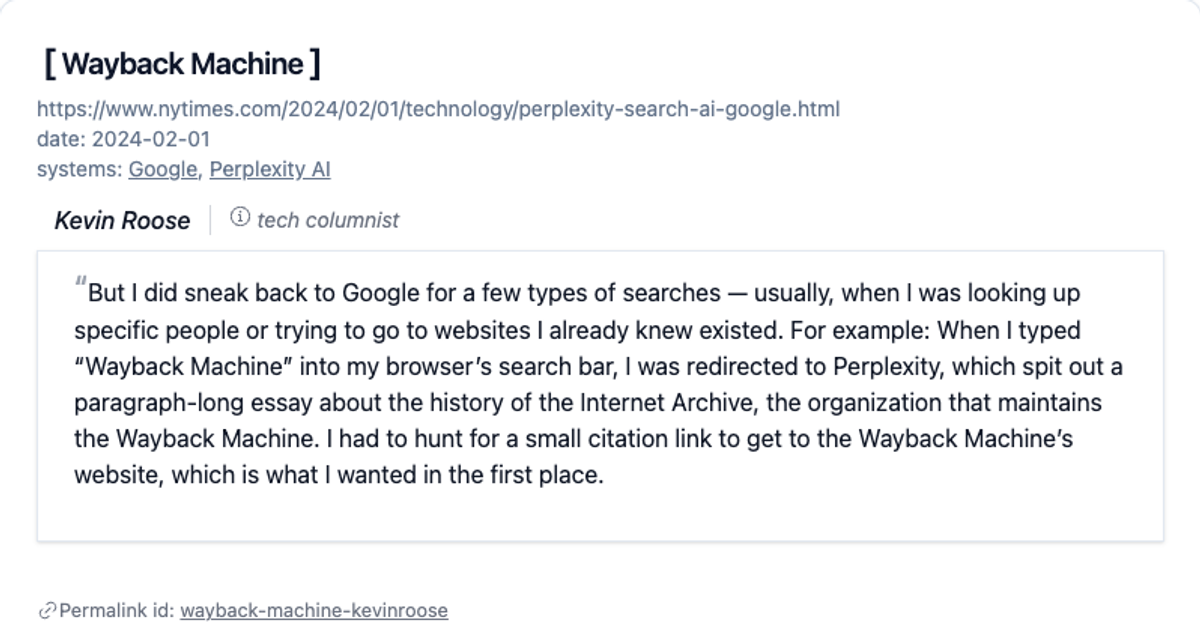 [ Wayback Machine ]
https://www.nytimes.com/2024/02/01/technology/perplexity-search-ai-google.html
date: 2024-02-01
systems: Google, Perplexity AI
Kevin Roose | ⓘ tech columnist
"But I did sneak back to Google for a few types of searches — usually, when I was looking up
specific people or trying to go to websites I already knew existed. For example: When I typed
“Wayback Machine” into my browser’s search bar, I was redirected to Perplexity, which spit out a
paragraph-long essay about the history of the Internet Archive, the organization that maintains
the Wayback Machine. I had to hunt for a small citation link to get to the Wayback Machine’s
website, which is what I wanted in the first place.
Permalink id: wayback-machine-kevinroose